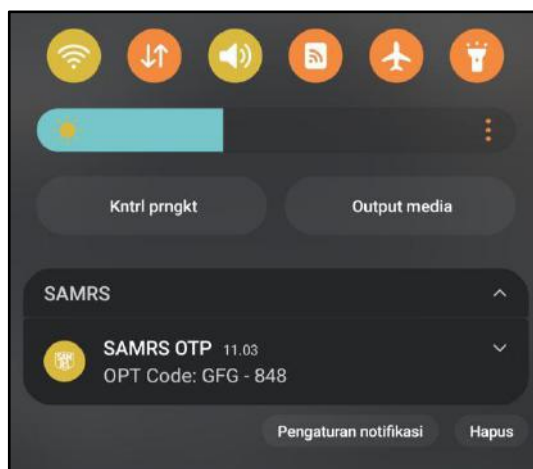 Kntrl prngkt
Output media
SAMRS
SAMRS OTP 11.03
OPT Code: GFG - 848
Pengaturan notifikasi
Hapus